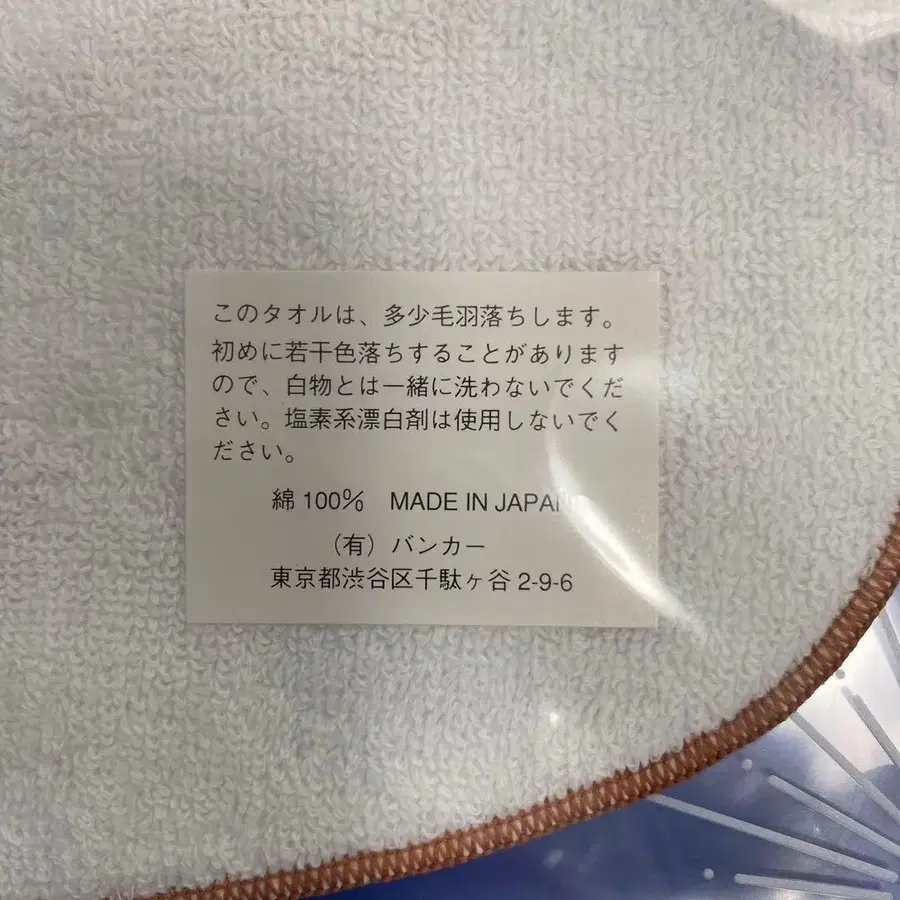 このタオルは、多少毛羽落ちします。
初めに若干色落ちすることがあります
ので、白物とは一緒に洗わないでくだ
さい。塩素系漂白剤は使用しないでく
ださい。
綿 100% MADE IN JAPAN
（有）バンカー
東京都渋谷区千駄ヶ谷 2-9-6